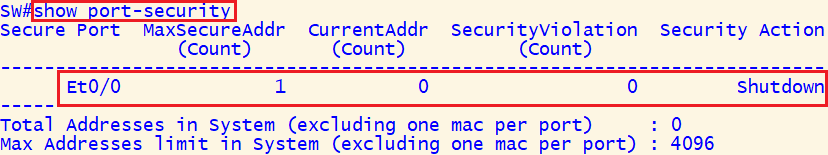 SW#show port-security
Secure Port  MaxSecureAddr  CurrentAddr  SecurityViolation  Security Action
                (Count)       (Count)          (Count)
---------------------------------------------------------------------------
      Et0/0              1            0                  0         Shutdown
---------------------------------------------------------------------------
Total Addresses in System (excluding one mac per port)     : 0
Max Addresses limit in System (excluding one mac per port) : 4096